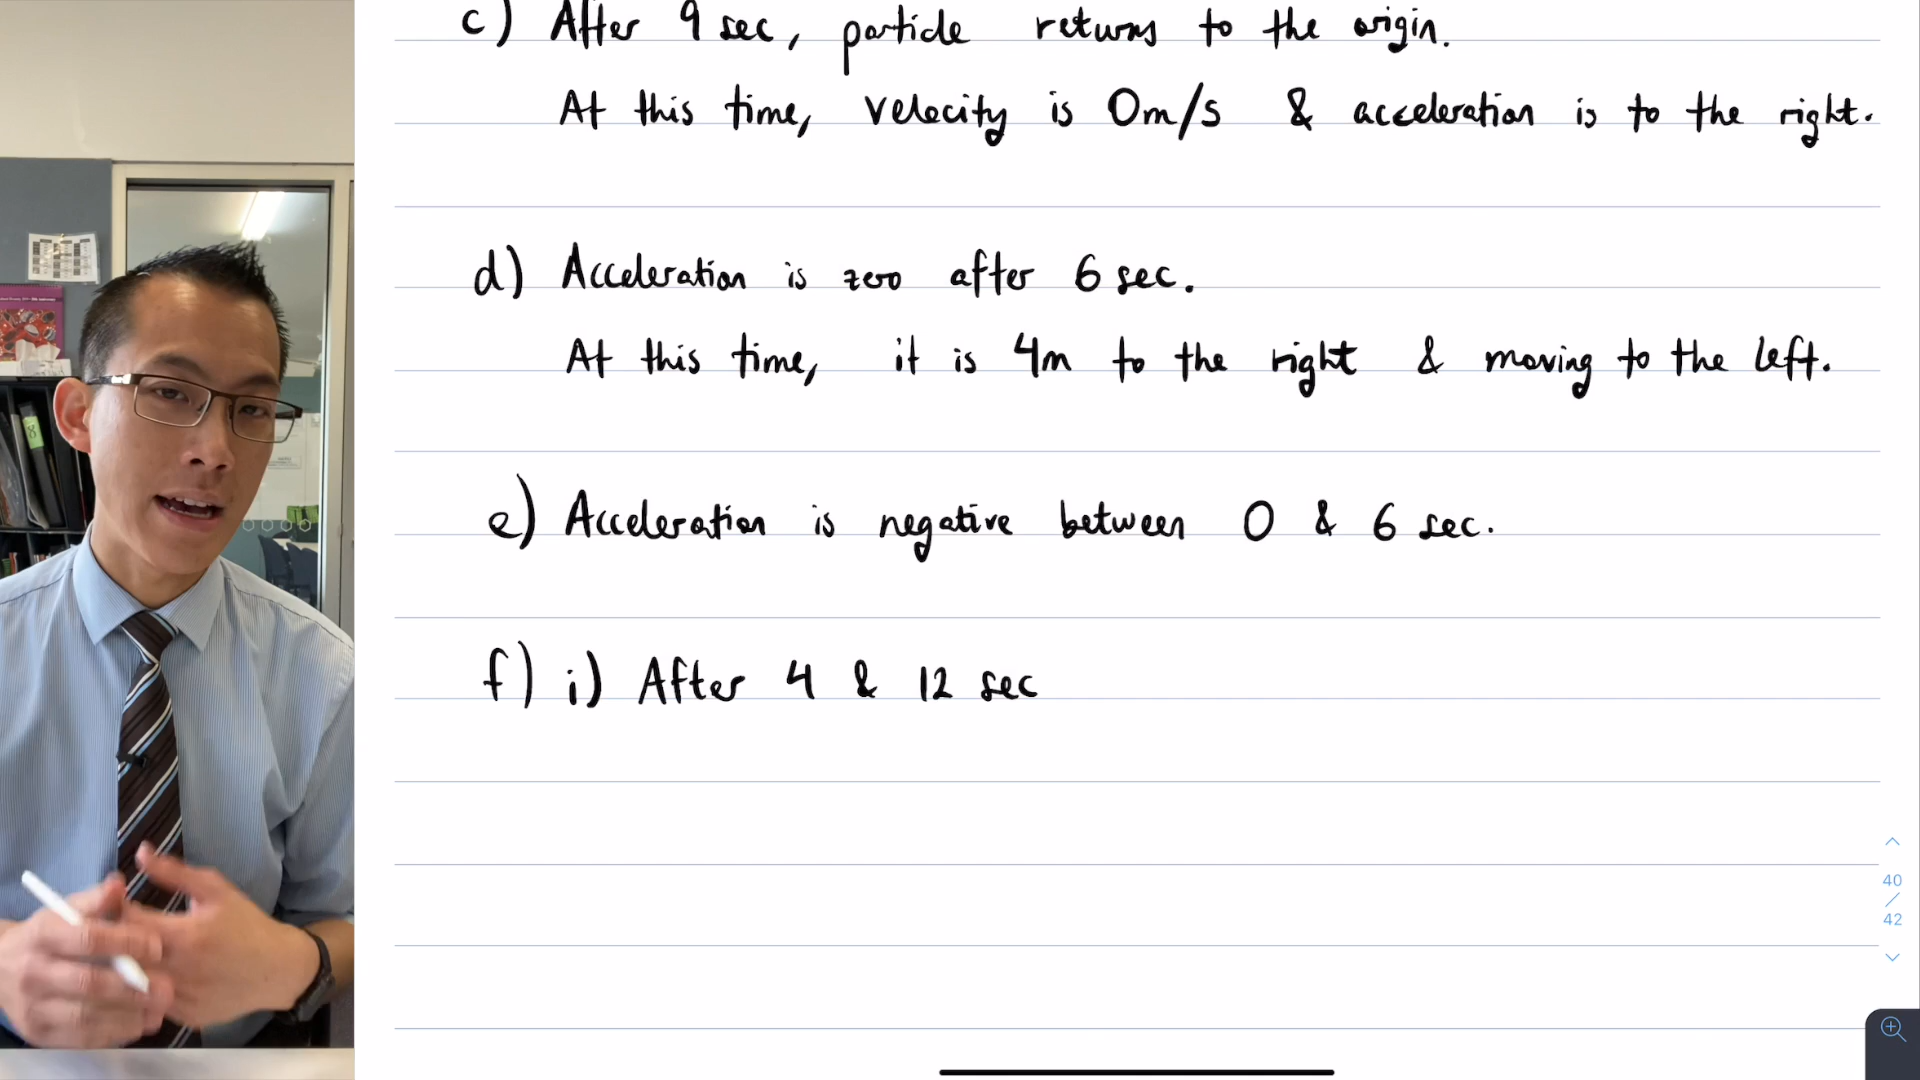 c) After 9 sec, particle returns to the origin.
At this time, velocity is 0m/s & acceleration is to the right.
d) Acceleration is zero after 6 sec.
At this time, it is 4m to the right & moving to the left.
e) Acceleration is negative between 0 & 6 sec.
f) i) After 4 & 12 sec
40
/
42